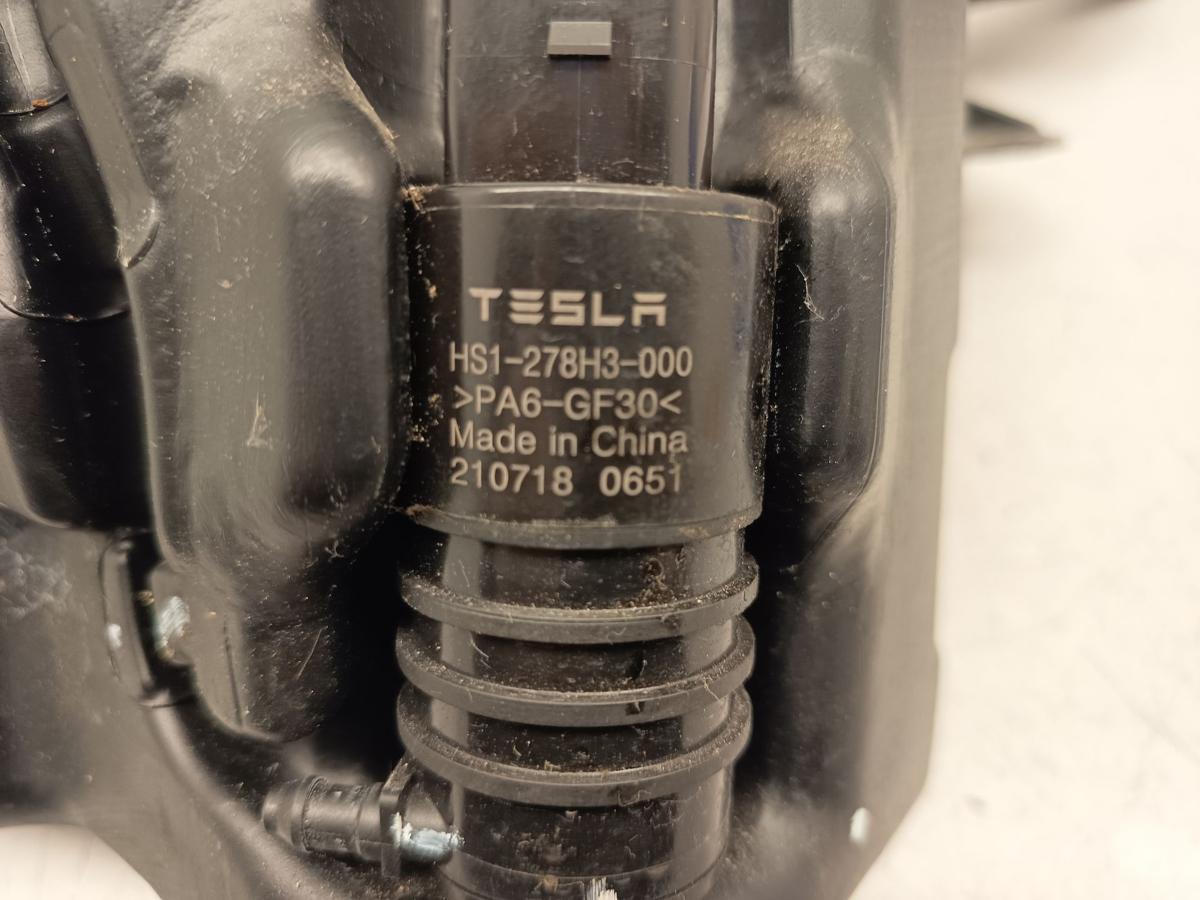 TESLA
HS1-278H3-000
>PA6-GF30<
Made in China
210718 0651